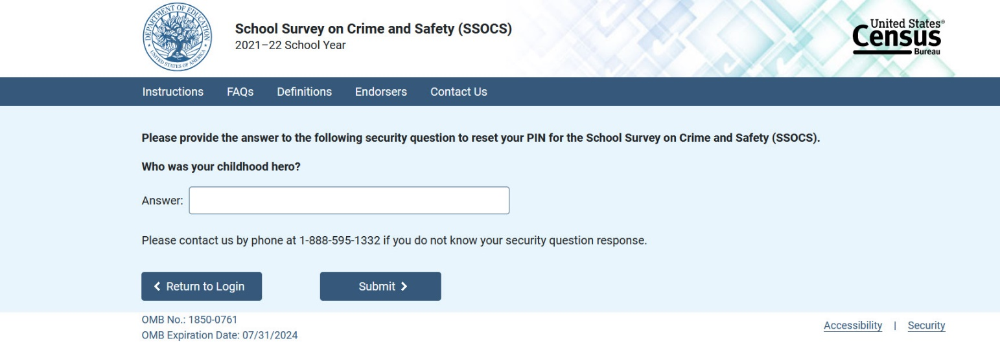 DEPARTMENT OF EDUCATION
UNITED STATES OF AMERICA
School Survey on Crime and Safety (SSOCS)
2021–22 School Year
United States®
Census
Bureau
Instructions FAQs Definitions Endorsers Contact Us
Please provide the answer to the following security question to reset your PIN for the School Survey on Crime and Safety (SSOCS).
Who was your childhood hero?
Answer:
Please contact us by phone at 1-888-595-1332 if you do not know your security question response.
Return to Login Submit
OMB No.: 1850-0761
OMB Expiration Date: 07/31/2024
Accessibility | Security